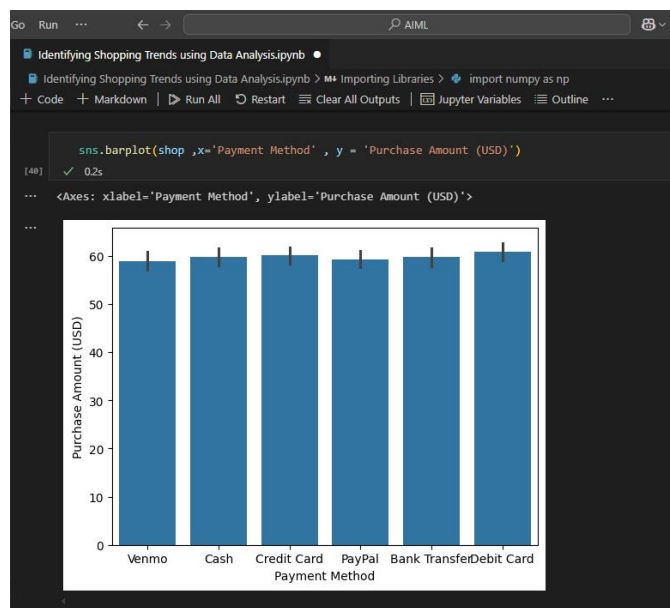 Go Run ··· ← → AIML
Identifying Shopping Trends using Data Analysis.ipynb ●
Identifying Shopping Trends using Data Analysis.ipynb > M↓ Importing Libraries > import numpy as np
+ Code + Markdown | Run All Restart Clear All Outputs | Jupyter Variables Outline ···
sns.barplot(shop ,x='Payment Method' , y = 'Purchase Amount (USD)')
[40] ✓ 0.2s
··· <Axes: xlabel='Payment Method', ylabel='Purchase Amount (USD)'>
···
60
50
40
30
20
10
0
Purchase Amount (USD)
Venmo Cash Credit Card PayPal Bank Transfer Debit Card
Payment Method